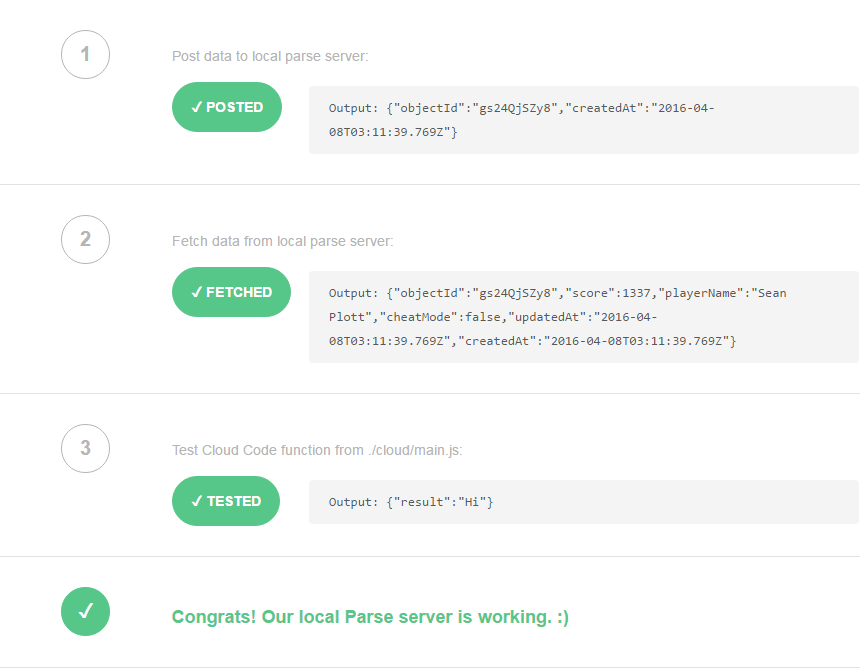 1
Post data to local parse server:
✓ POSTED
Output: {"objectId":"gs24QjSZy8","createdAt":"2016-04-
08T03:11:39.769Z"}
2
Fetch data from local parse server:
✓ FETCHED
Output: {"objectId":"gs24QjSZy8","score":1337,"playerName":"Sean
Plott","cheatMode":false,"updatedAt":"2016-04-
08T03:11:39.769Z","createdAt":"2016-04-08T03:11:39.769Z"}
3
Test Cloud Code function from ./cloud/main.js:
✓ TESTED
Output: {"result":"Hi"}
✓
Congrats! Our local Parse server is working. :)